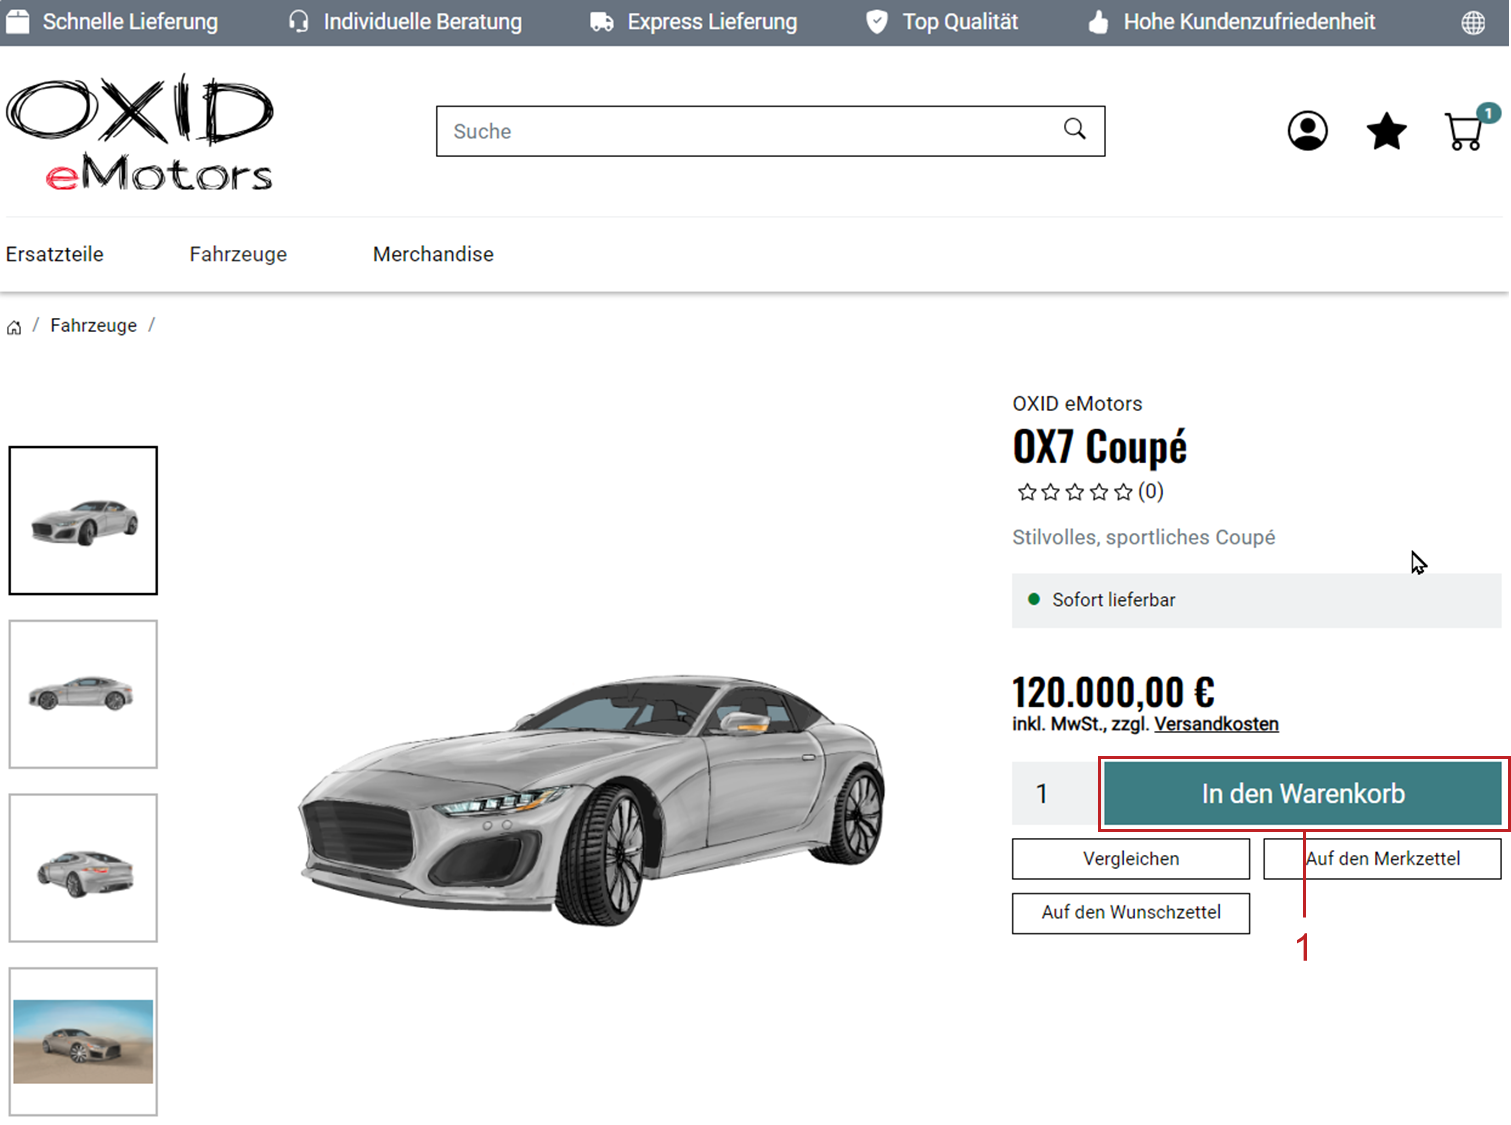 Schnelle Lieferung Individuelle Beratung Express Lieferung Top Qualität Hohe Kundenzufriedenheit
OXID
eMotors
Suche
1
Ersatzteile Fahrzeuge Merchandise
/ Fahrzeuge /
OXID eMotors
OX7 Coupé
(0)
Stilvolles, sportliches Coupé
Sofort lieferbar
120.000,00 €
inkl. MwSt., zzgl. Versandkosten
1 In den Warenkorb
Vergleichen Auf den Merkzettel
Auf den Wunschzettel
1